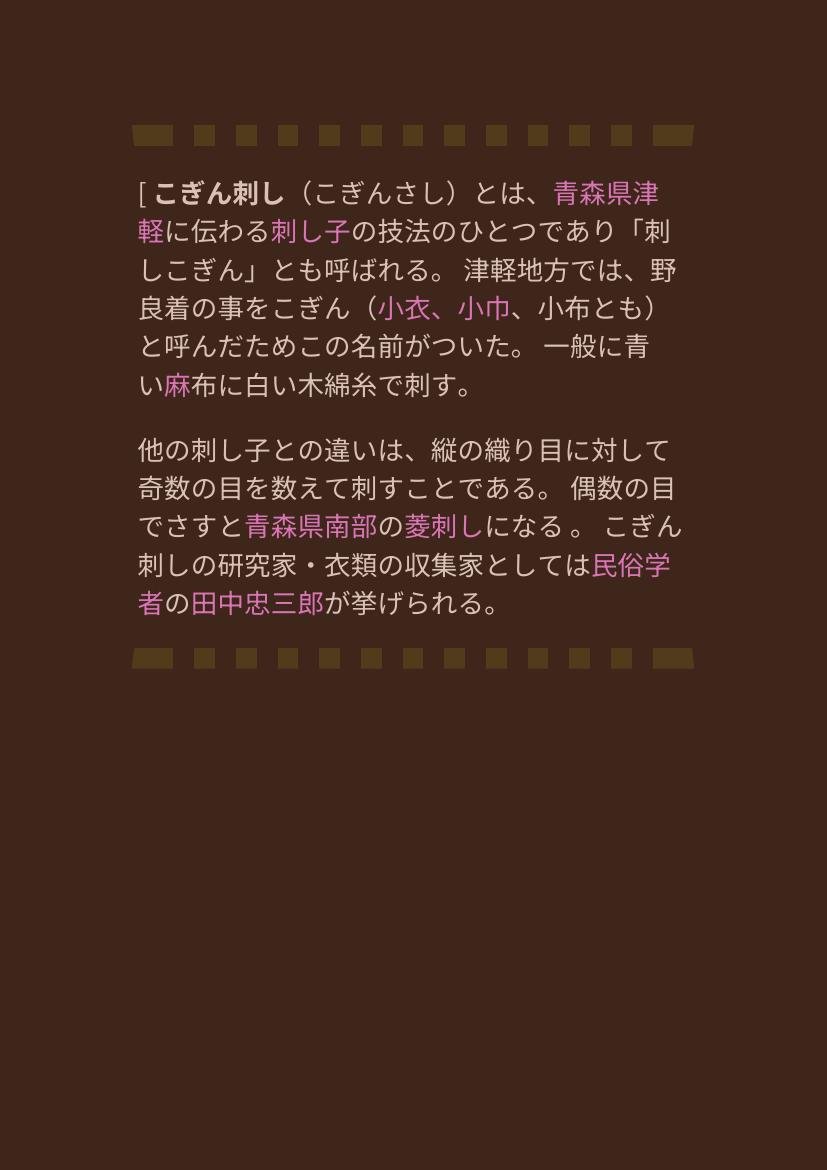 [ こぎん刺し（こぎんさし）とは、青森県津
軽に伝わる刺し子の技法のひとつであり「刺
しこぎん」とも呼ばれる。 津軽地方では、野
良着の事をこぎん（小衣、小巾、小布とも）
と呼んだためこの名前がついた。 一般に青
い麻布に白い木綿糸で刺す。
他の刺し子との違いは、縦の織り目に対して
奇数の目を数えて刺すことである。 偶数の目
でさすと青森県南部の菱刺しになる 。 こぎん
刺しの研究家・衣類の収集家としては民俗学
者の田中忠三郎が挙げられる。